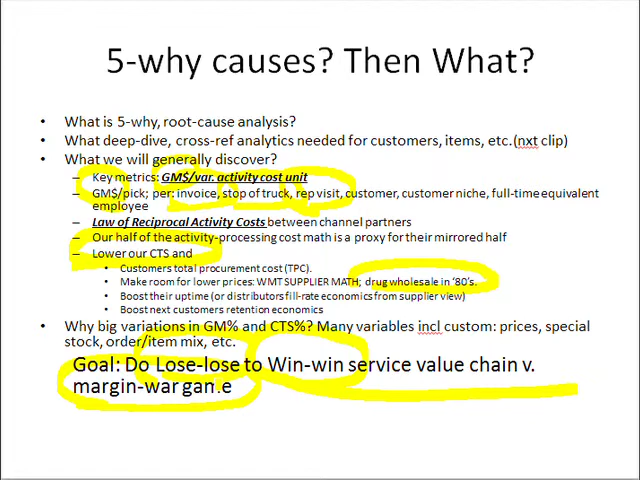 5-why causes? Then What?
• What is 5-why, root-cause analysis?
• What deep-dive, cross-ref analytics needed for customers, items, etc.(nxt clip)
• What we will generally discover?
– Key metrics: GM$/var. activity cost unit
– GM$/pick; per: invoice, stop of truck, rep visit, customer, customer niche, full-time equivalent
employee
– Law of Reciprocal Activity Costs between channel partners
– Our half of the activity-processing cost math is a proxy for their mirrored half
– Lower our CTS and
• Customers total procurement cost (TPC).
• Make room for lower prices: WMT SUPPLIER MATH; drug wholesale in ‘80’s.
• Boost their uptime (or distributors fill-rate economics from supplier view)
• Boost next customers retention economics
• Why big variations in GM% and CTS%? Many variables incl custom: prices, special
stock, order/item mix, etc.
Goal: Do Lose-lose to Win-win service value chain v.
margin-war gan.e